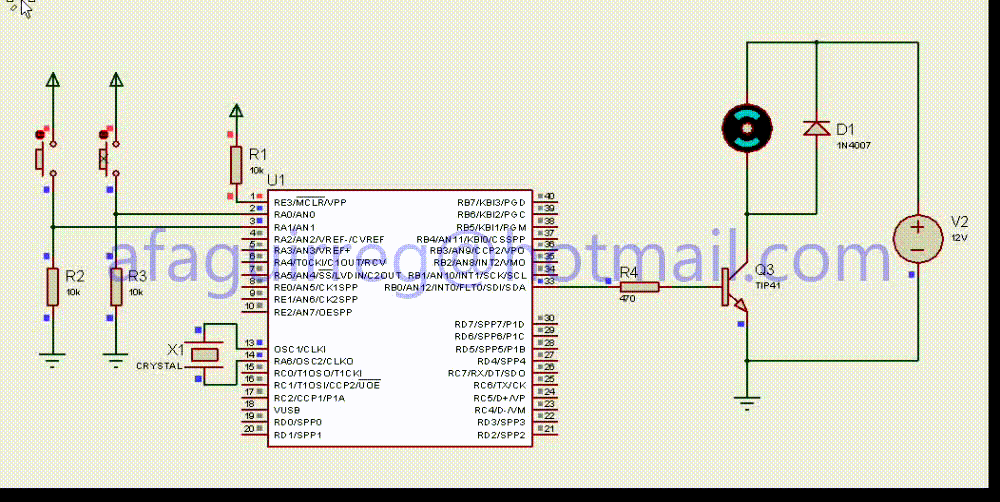 D1
1N4007
R1
10k
U1
1 RE3/MCLR/VPP RB7/KBI3/PGD 40
2 RA0/AN0 RB6/KBI2/PGC 39
3 RA1/AN1 RB5/KBI1/PGM 38
4 RA2/AN2/VREF-/CVREF RB4/AN11/KBI0/CSSPP 37
5 RA3/AN3/VREF+ RB3/AN9/CCP2/VPO 36
6 RA4/T0CKI/C1OUT/RCV RB2/AN8/INT2/VMO 35
7 RA5/AN4/SS/LVDIN/C2OUT RB1/AN10/INT1/SCK/SCL 34
8 RE0/AN5/CK1SPP RB0/AN12/INT0/FLT0/SDI/SDA 33
9 RE1/AN6/CK2SPP
10 RE2/AN7/OESPP
RD7/SPP7/P1D 30
RD6/SPP6/P1C 29
13 OSC1/CLKI RD5/SPP5/P1B 28
14 RA6/OSC2/CLKO RD4/SPP4 27
15 RC0/T1OSO/T1CKI RC7/RX/DT/SDO 26
16 RC1/T1OSI/CCP2/UOE RC6/TX/CK 25
17 RC2/CCP1/P1A RC5/D+/VP 24
18 VUSB RC4/D-/VM 23
19 RD0/SPP0 RD3/SPP3 22
20 RD1/SPP1 RD2/SPP2 21
V2
12V
R2
10k
R3
10k
R4
470
Q3
TIP41
X1
CRYSTAL